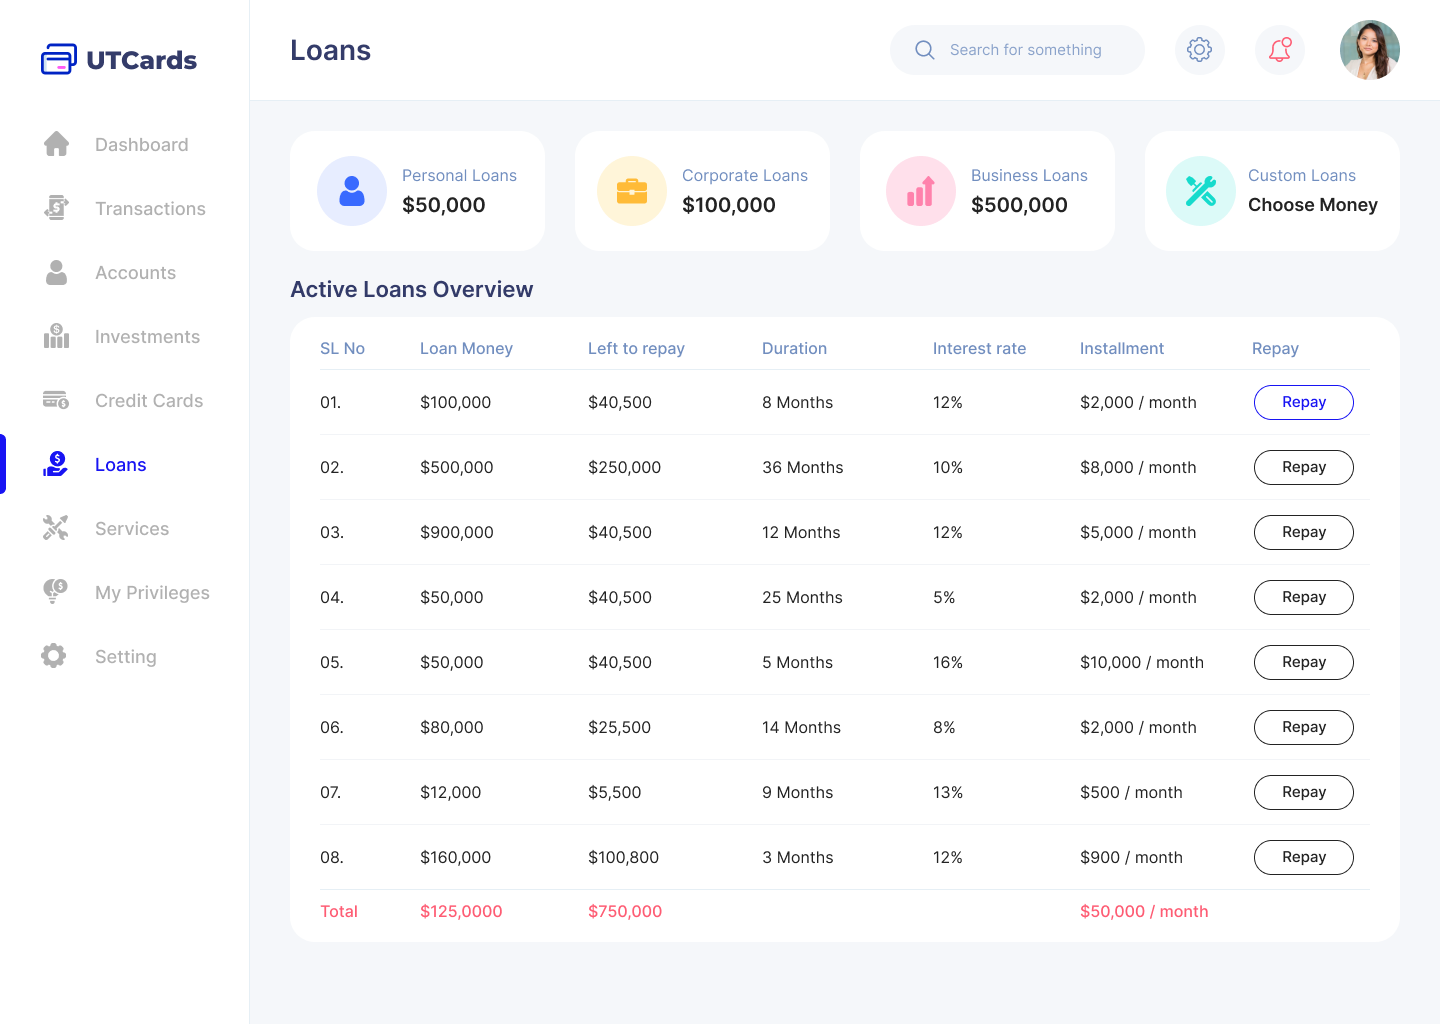 UTCards
Dashboard
Transactions
Accounts
Investments
Credit Cards
Loans
Services
My Privileges
Setting
Loans
Search for something
Personal Loans
$50,000
Corporate Loans
$100,000
Business Loans
$500,000
Custom Loans
Choose Money
Active Loans Overview
SL No Loan Money Left to repay Duration Interest rate Installment Repay
01. $100,000 $40,500 8 Months 12% $2,000 / month Repay
02. $500,000 $250,000 36 Months 10% $8,000 / month Repay
03. $900,000 $40,500 12 Months 12% $5,000 / month Repay
04. $50,000 $40,500 25 Months 5% $2,000 / month Repay
05. $50,000 $40,500 5 Months 16% $10,000 / month Repay
06. $80,000 $25,500 14 Months 8% $2,000 / month Repay
07. $12,000 $5,500 9 Months 13% $500 / month Repay
08. $160,000 $100,800 3 Months 12% $900 / month Repay
Total $125,0000 $750,000 $50,000 / month